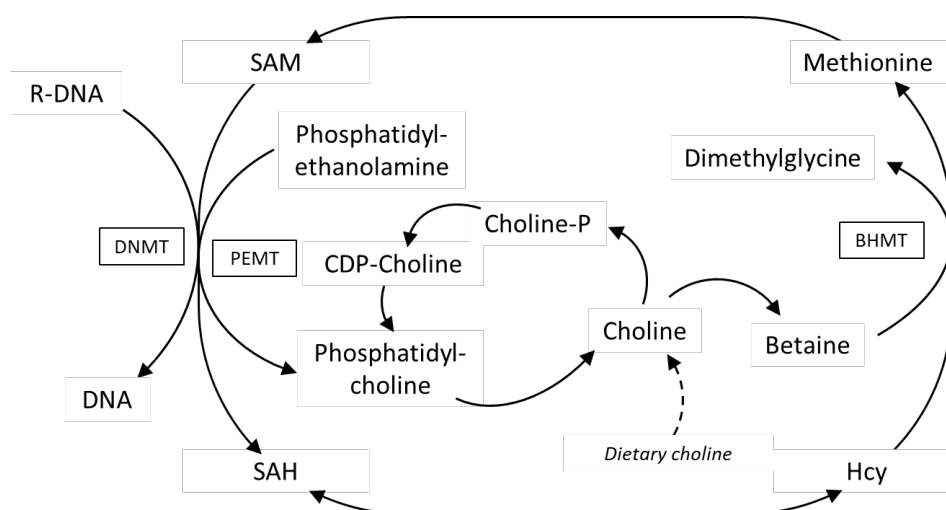 SAM
Methionine
R-DNA
Phosphatidyl-
ethanolamine
Dimethylglycine
Choline-P
DNMT
PEMT
BHMT
CDP-Choline
Choline
Betaine
Phosphatidyl-
choline
DNA
Dietary choline
SAH
Hcy